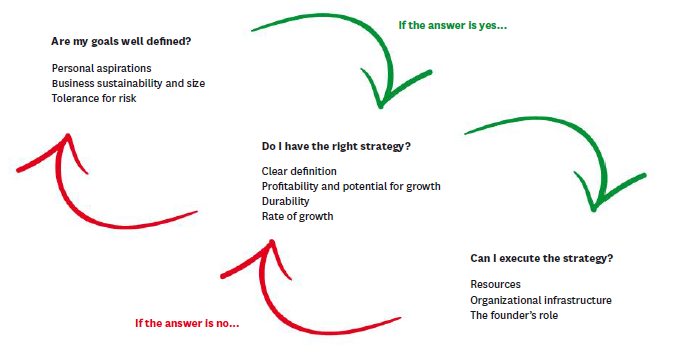 If the answer is yes...
Are my goals well defined?
Personal aspirations
Business sustainability and size
Tolerance for risk
Do I have the right strategy?
Clear definition
Profitability and potential for growth
Durability
Rate of growth
Can I execute the strategy?
Resources
Organizational infrastructure
The founder’s role
If the answer is no...